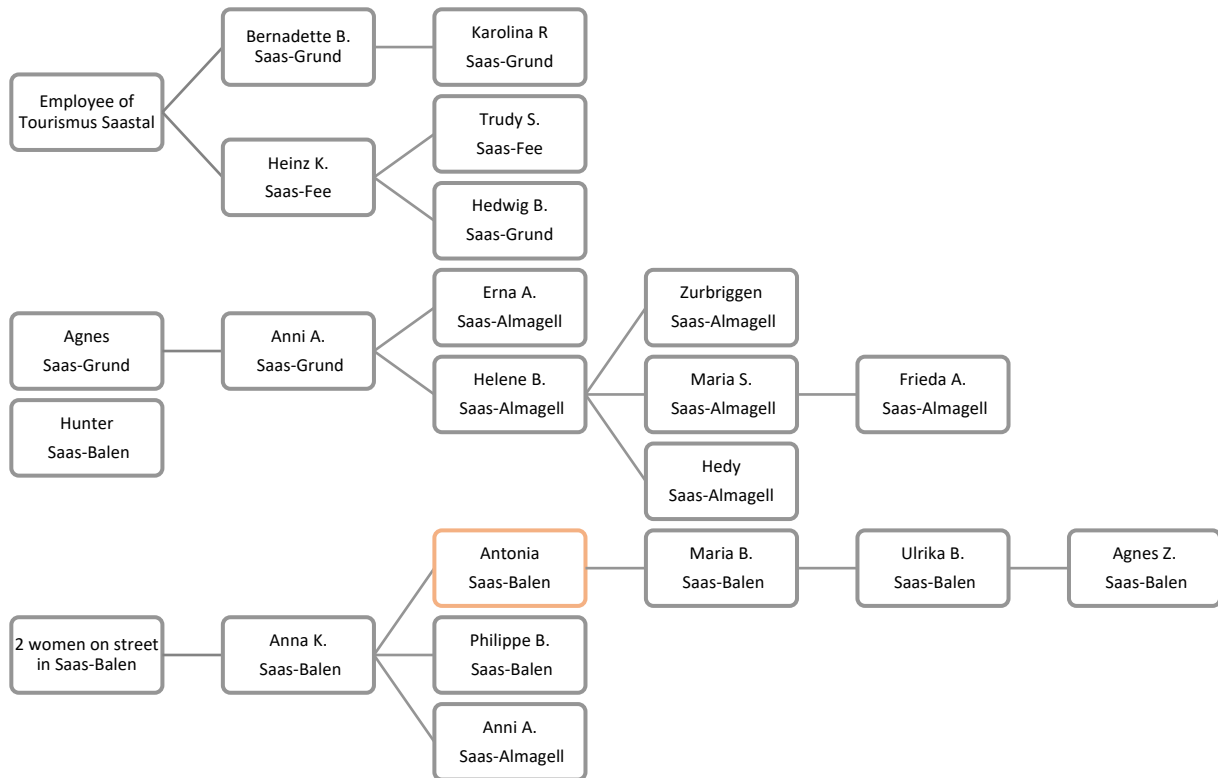 Bernadette B.
Saas-Grund
Karolina R
Saas-Grund
Employee of
Tourismus Saastal
Trudy S.
Saas-Fee
Heinz K.
Saas-Fee
Hedwig B.
Saas-Grund
Erna A.
Saas-Almagell
Zurbriggen
Saas-Almagell
Agnes
Saas-Grund
Anni A.
Saas-Grund
Helene B.
Saas-Almagell
Maria S.
Saas-Almagell
Frieda A.
Saas-Almagell
Hunter
Saas-Balen
Hedy
Saas-Almagell
Antonia
Saas-Balen
Maria B.
Saas-Balen
Ulrika B.
Saas-Balen
Agnes Z.
Saas-Balen
2 women on street
in Saas-Balen
Anna K.
Saas-Balen
Philippe B.
Saas-Balen
Anni A.
Saas-Almagell